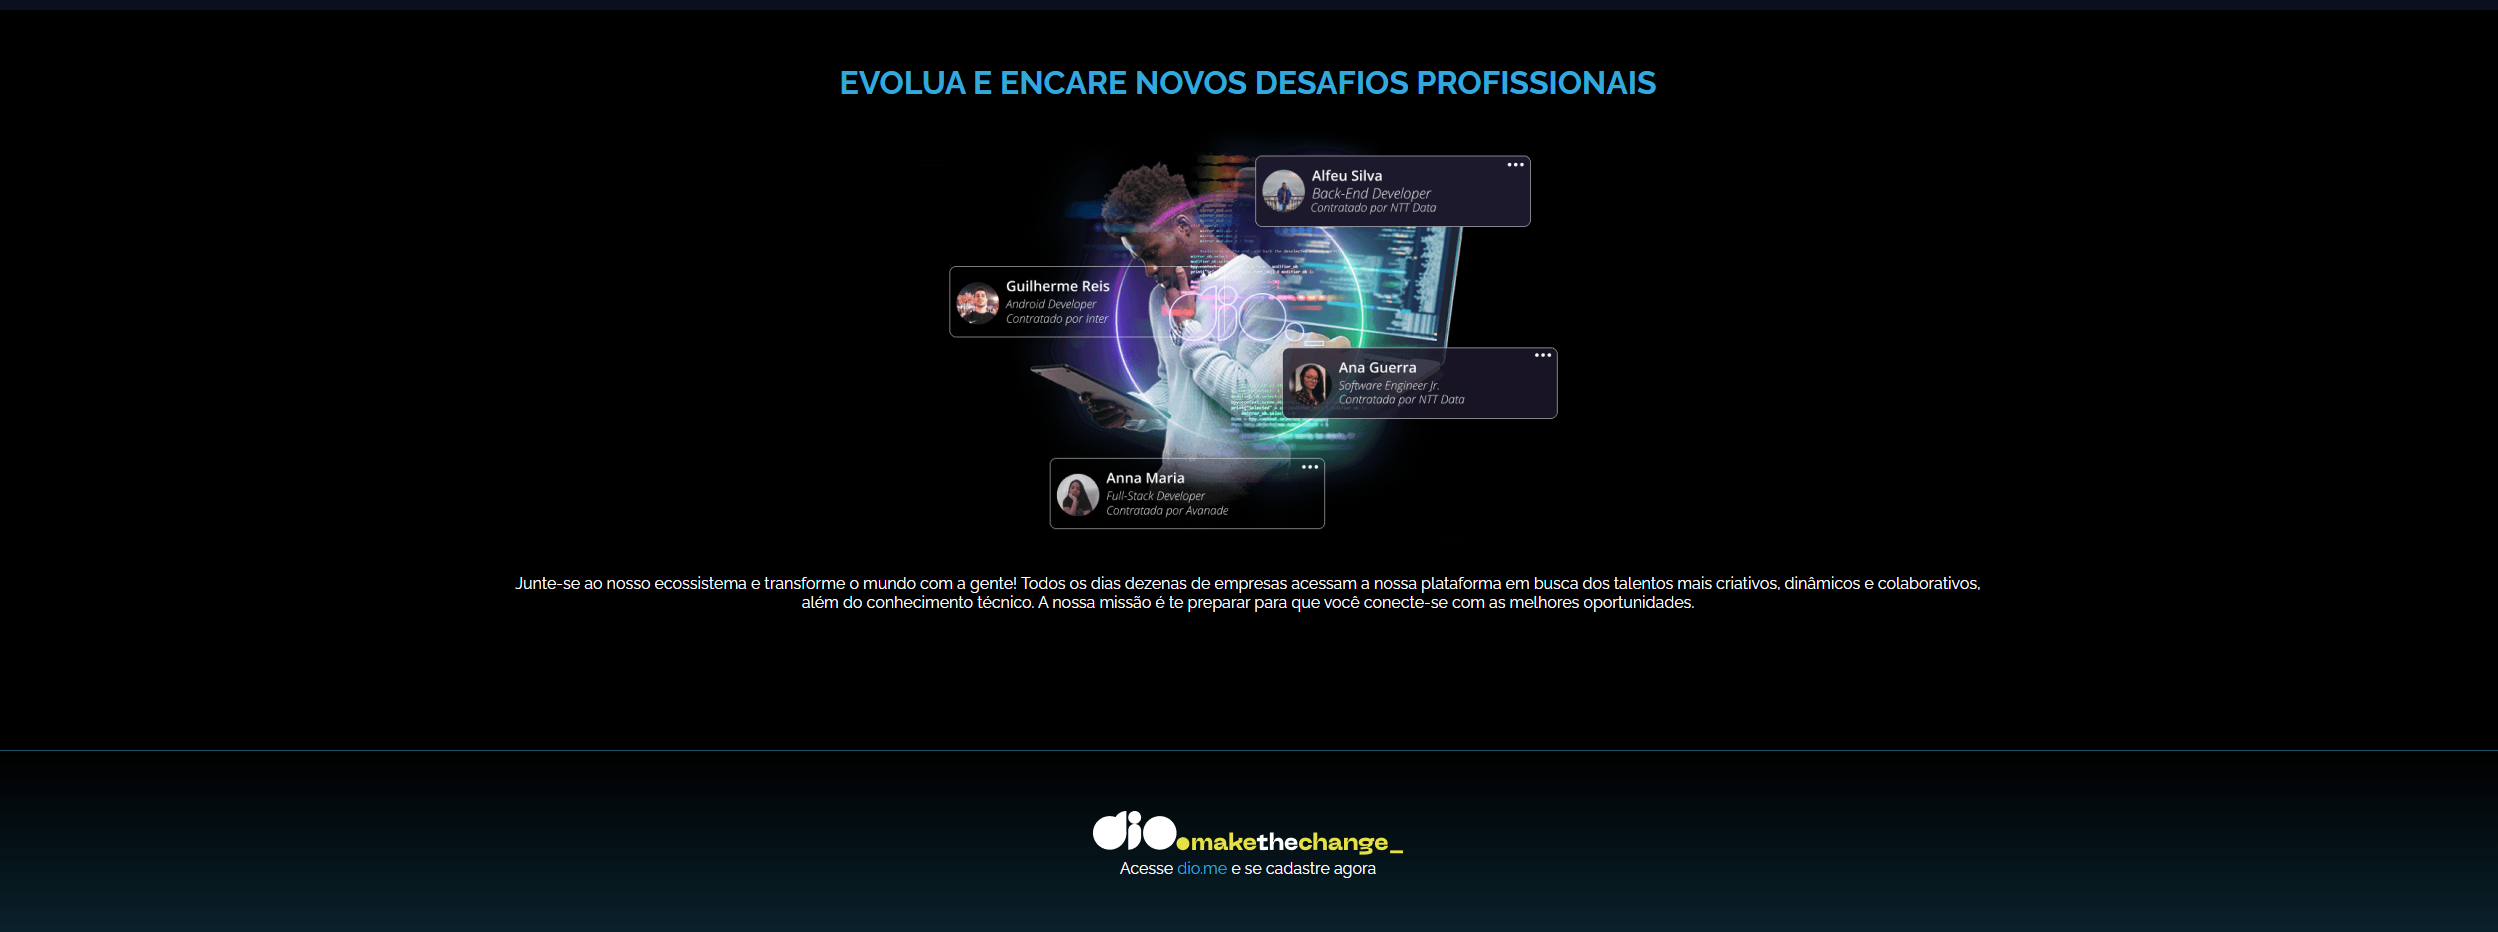 EVOLUA E ENCARE NOVOS DESAFIOS PROFISSIONAIS
Alfeu Silva
Back-End Developer
Contratado por NTT Data
Guilherme Reis
Android Developer
Contratado por Inter
dio.
Ana Guerra
Software Engineer Jr.
Contratada por NTT Data
Anna Maria
Full-Stack Developer
Contratada por Avanade
Junte-se ao nosso ecossistema e transforme o mundo com a gente! Todos os dias dezenas de empresas acessam a nossa plataforma em busca dos talentos mais criativos, dinâmicos e colaborativos,
além do conhecimento técnico. A nossa missão é te preparar para que você conecte-se com as melhores oportunidades.
dio.makethechange_
Acesse dio.me e se cadastre agora